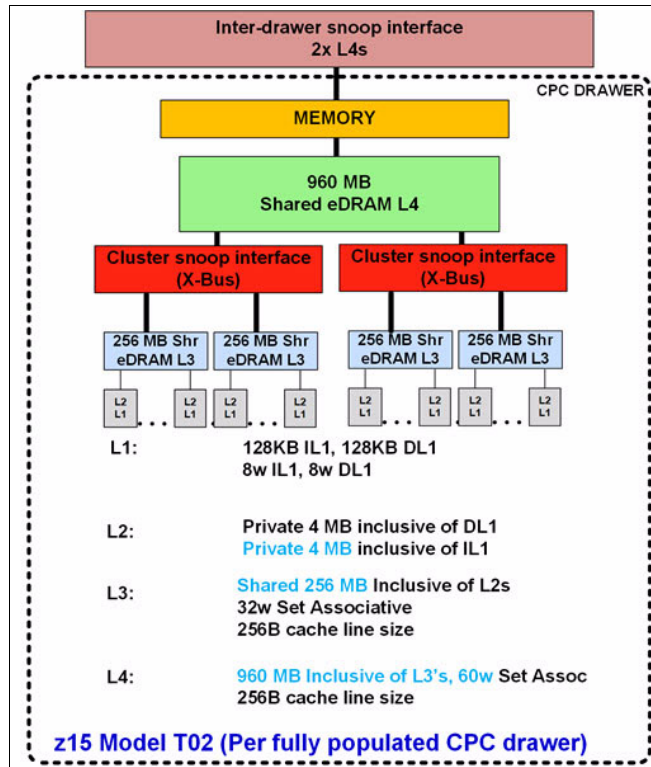 Inter-drawer snoop interface
2x L4s
CPC DRAWER
MEMORY
960 MB
Shared eDRAM L4
Cluster snoop interface
(X-Bus)
Cluster snoop interface
(X-Bus)
256 MB Shr
eDRAM L3
256 MB Shr
eDRAM L3
256 MB Shr
eDRAM L3
256 MB Shr
eDRAM L3
L2
L1
...
L2
L1
...
L2
L1
...
L2
L1
L2
L1
...
L2
L1
...
L2
L1
...
L2
L1
L1: 128KB IL1, 128KB DL1
8w IL1, 8w DL1
L2: Private 4 MB inclusive of DL1
Private 4 MB inclusive of IL1
L3: Shared 256 MB Inclusive of L2s
32w Set Associative
256B cache line size
L4: 960 MB Inclusive of L3's, 60w Set Assoc
256B cache line size
z15 Model T02 (Per fully populated CPC drawer)